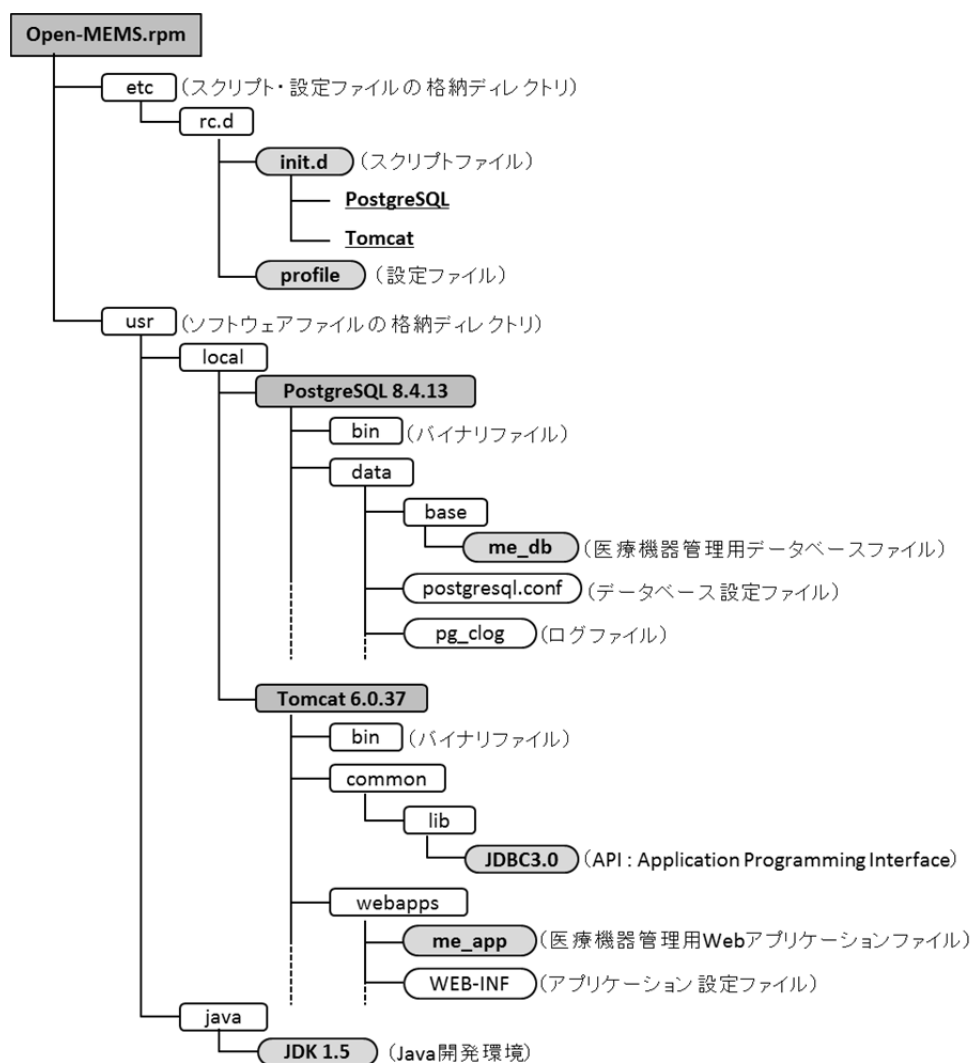 Open-MEMS.rpm
etc (スクリプト・設定ファイルの格納ディレクトリ)
rc.d
init.d (スクリプトファイル)
PostgreSQL
Tomcat
profile (設定ファイル)
usr (ソフトウェアファイルの格納ディレクトリ)
local
PostgreSQL 8.4.13
bin (バイナリファイル)
data
base
me_db (医療機器管理用データベースファイル)
postgresql.conf (データベース設定ファイル)
pg_clog (ログファイル)
Tomcat 6.0.37
bin (バイナリファイル)
common
lib
JDBC3.0 (API : Application Programming Interface)
webapps
me_app (医療機器管理用Webアプリケーションファイル)
WEB-INF (アプリケーション設定ファイル)
java
JDK 1.5 (Java開発環境)